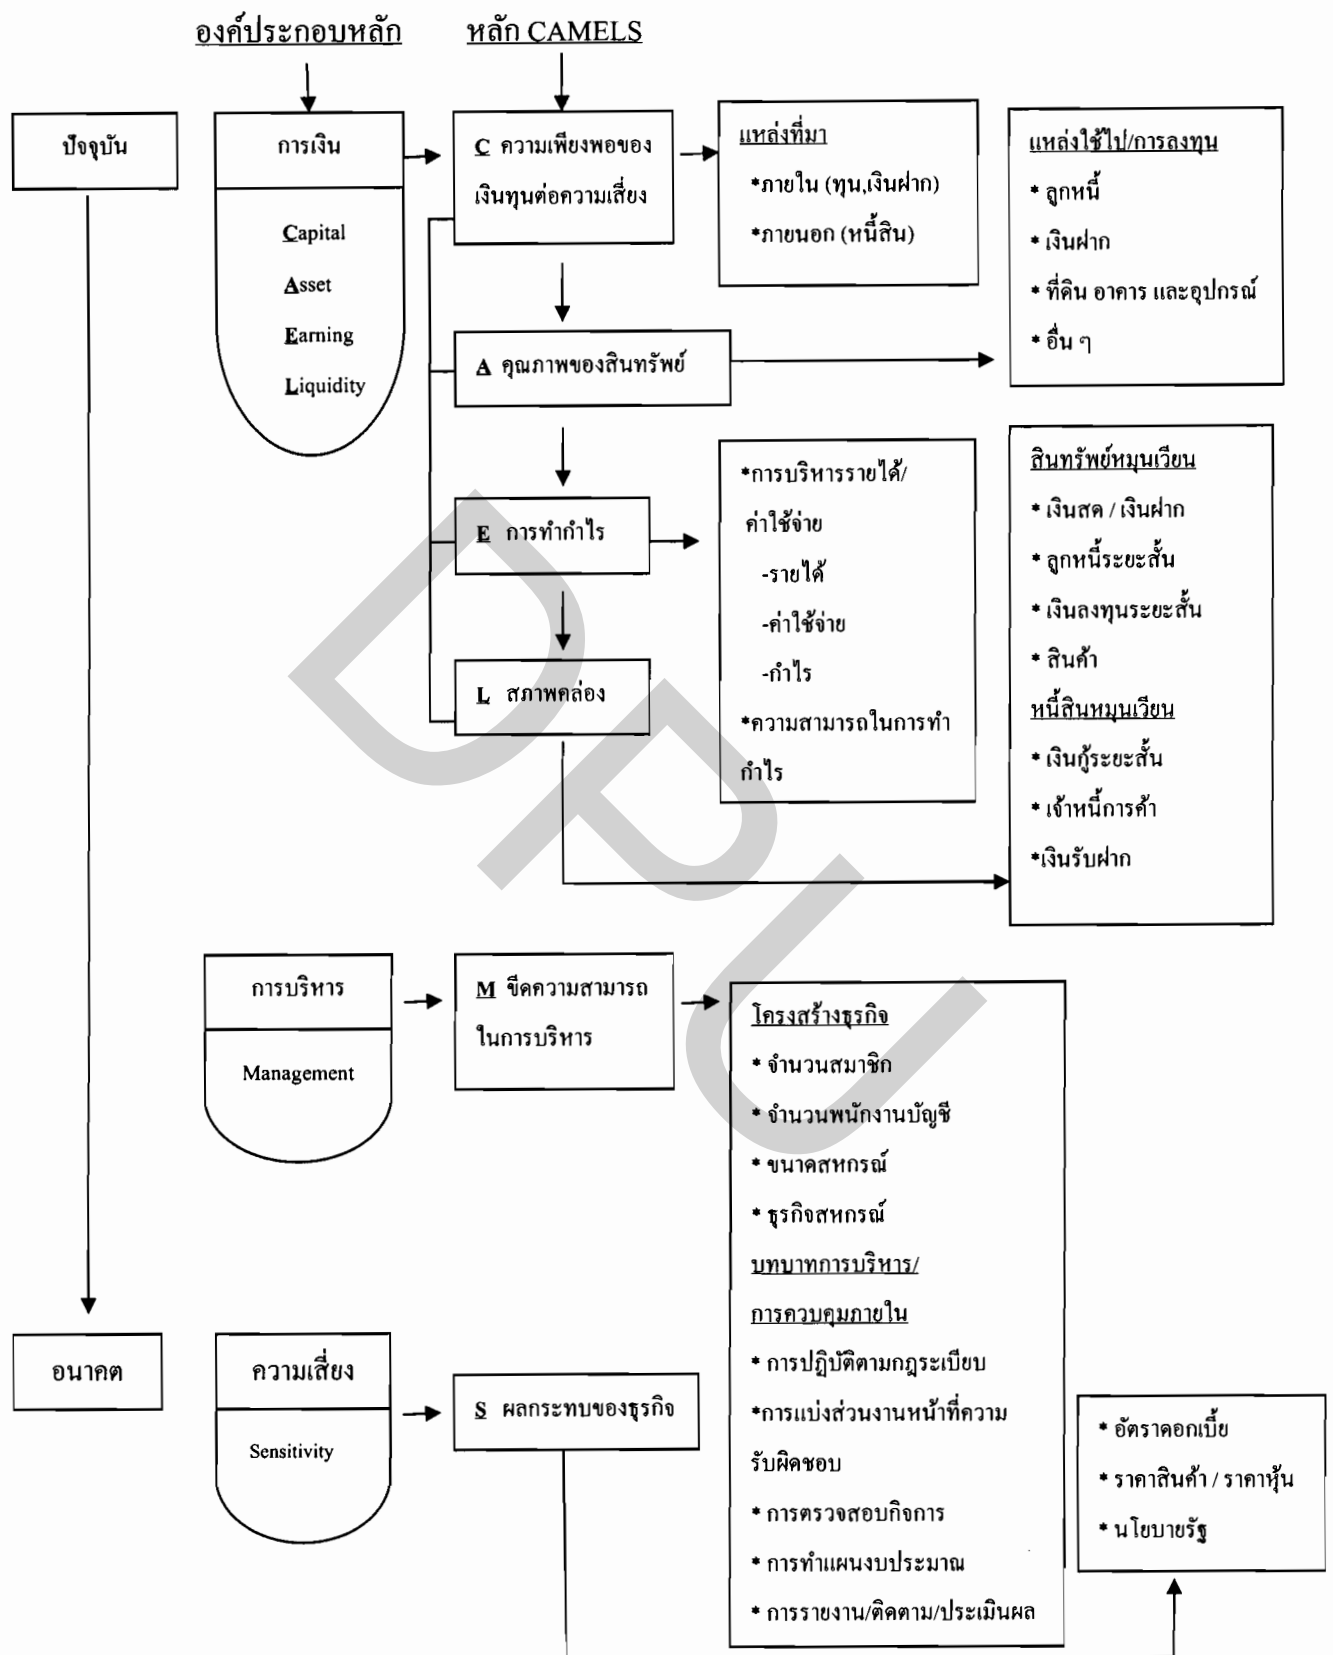 องค์ประกอบหลัก
หลัก CAMELS
ปัจจุบัน
การเงิน
Capital
Asset
Earning
Liquidity
C ความเพียงพอของ
เงินทุนต่อความเสี่ยง
แหล่งที่มา
*ภายใน (ทุน,เงินฝาก)
*ภายนอก (หนี้สิน)
แหล่งใช้ไป/การลงทุน
* ลูกหนี้
* เงินฝาก
* ที่ดิน อาคาร และอุปกรณ์
* อื่น ๆ
A คุณภาพของสินทรัพย์
E การทำกำไร
*การบริหารรายได้/
ค่าใช้จ่าย
-รายได้
-ค่าใช้จ่าย
-กำไร
*ความสามารถในการทำ
กำไร
L สภาพคล่อง
สินทรัพย์หมุนเวียน
* เงินสด / เงินฝาก
* ลูกหนี้ระยะสั้น
* เงินลงทุนระยะสั้น
* สินค้า
หนี้สินหมุนเวียน
* เงินกู้ระยะสั้น
* เจ้าหนี้การค้า
*เงินรับฝาก
DPU
การบริหาร
Management
M ขีดความสามารถ
ในการบริหาร
โครงสร้างธุรกิจ
* จำนวนสมาชิก
* จำนวนพนักงานบัญชี
* ขนาดสหกรณ์
* ธุรกิจสหกรณ์
บทบาทการบริหาร/
การควบคุมภายใน
* การปฏิบัติตามกฎระเบียบ
*การแบ่งส่วนงานหน้าที่ความ
รับผิดชอบ
* การตรวจสอบกิจการ
* การทำแผนงบประมาณ
* การรายงาน/ติดตาม/ประเมินผล
อนาคต
ความเสี่ยง
Sensitivity
S ผลกระทบของธุรกิจ
* อัตราดอกเบี้ย
* ราคาสินค้า / ราคาหุ้น
* นโยบายรัฐ